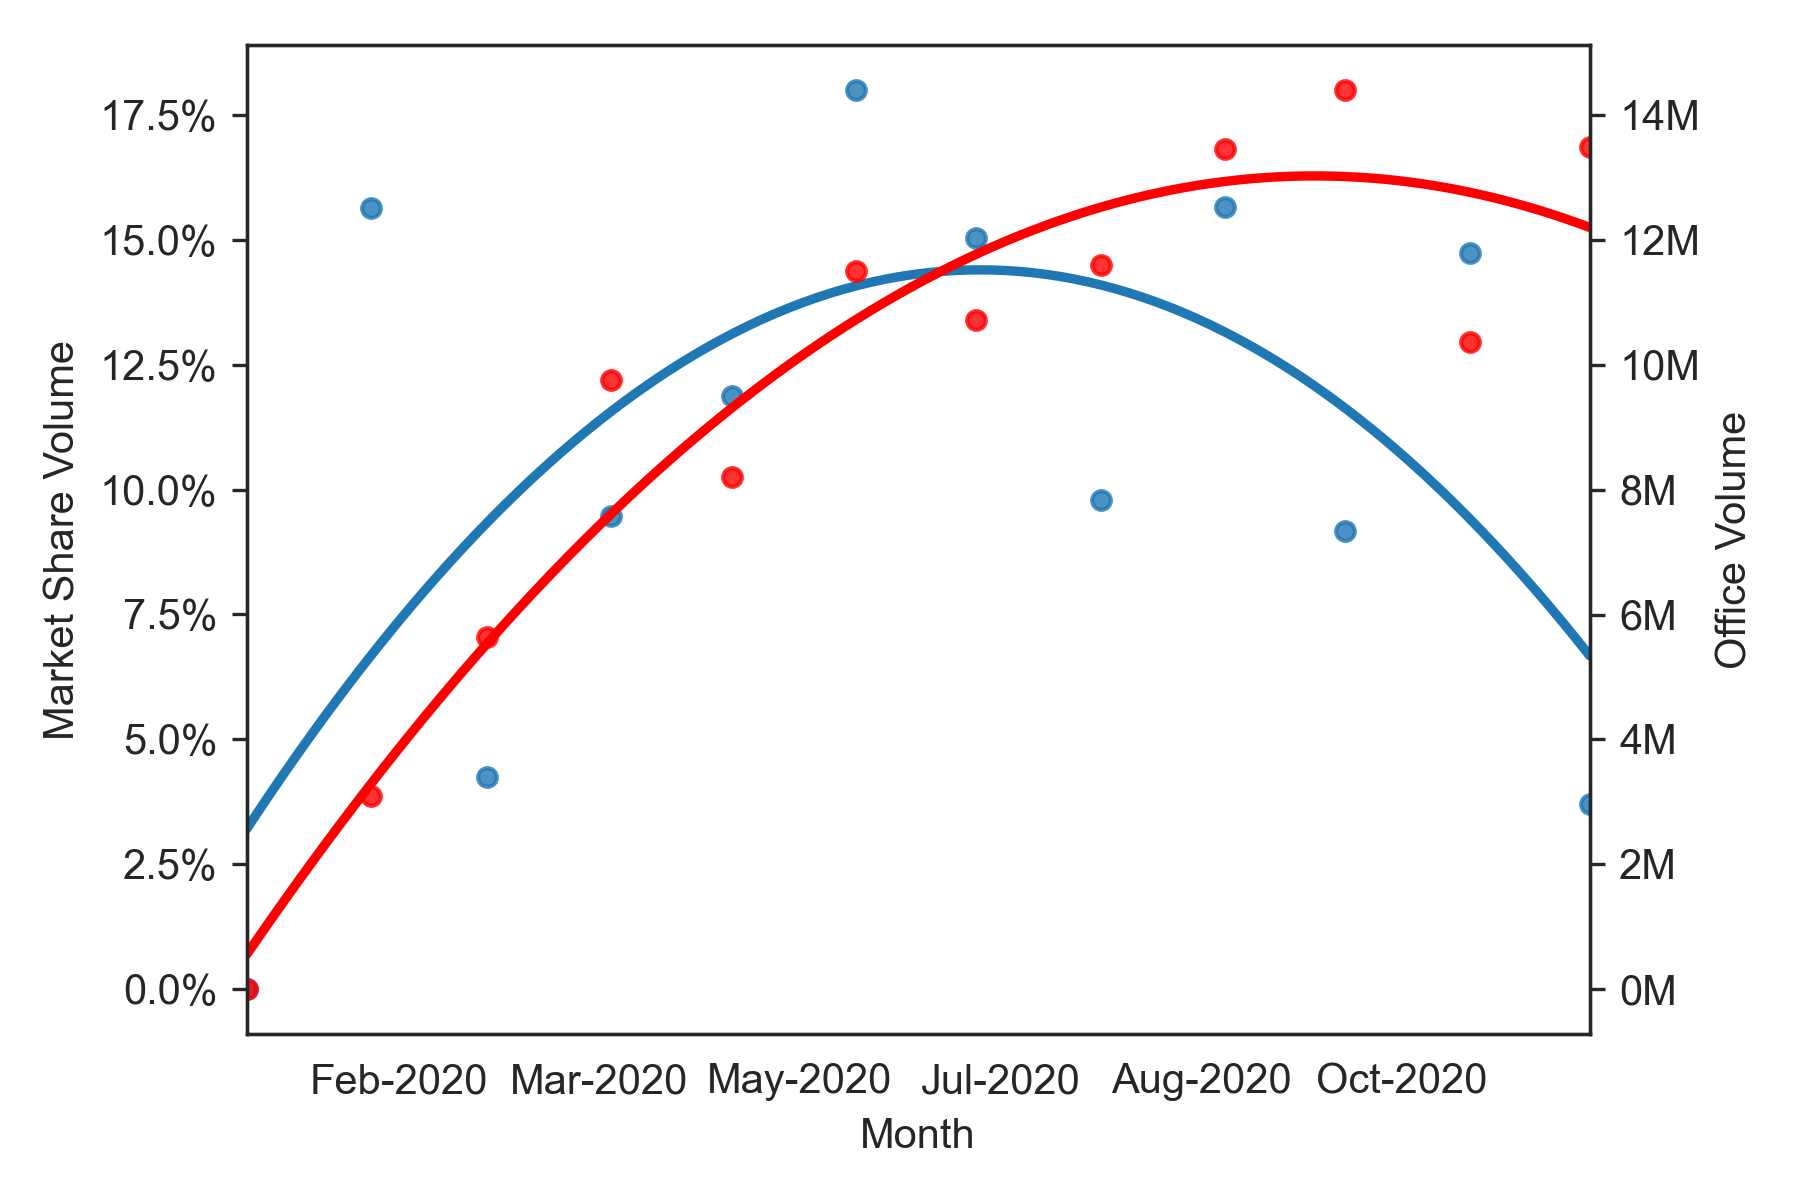 17.5%
15.0%
12.5%
10.0%
7.5%
5.0%
2.5%
0.0%
Market Share Volume
14M
12M
10M
8M
6M
4M
2M
0M
Office Volume
Feb-2020 Mar-2020 May-2020 Jul-2020 Aug-2020 Oct-2020
Month